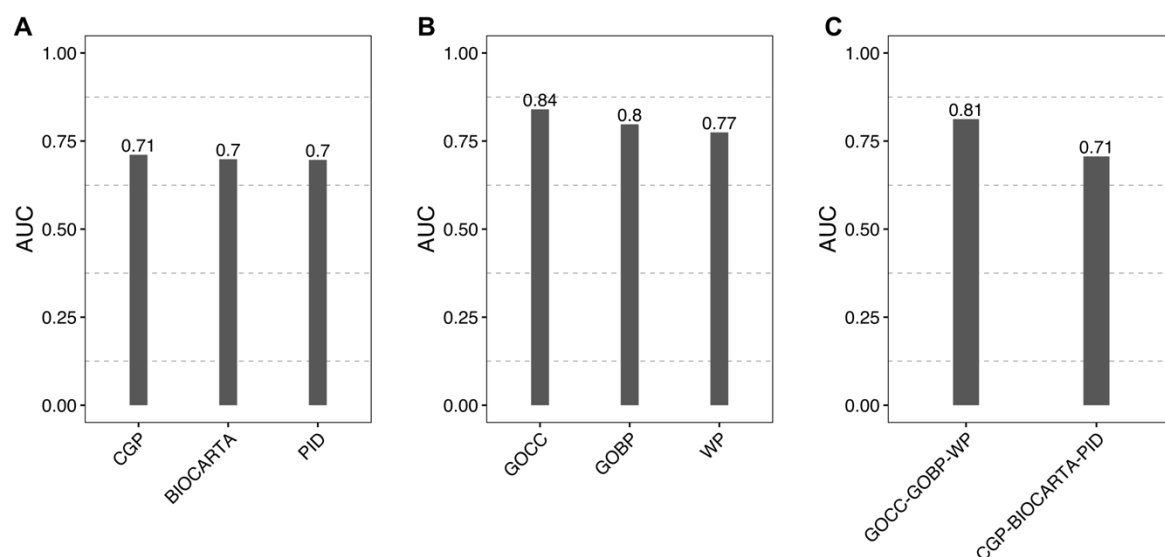 A
1.00
0.75
0.50
0.25
0.00
AUC
0.71
0.7
0.7
CGP
BIOCARTA
PID
B
1.00
0.75
0.50
0.25
0.00
AUC
0.84
0.8
0.77
GOCC
GOBP
WP
C
1.00
0.75
0.50
0.25
0.00
AUC
0.81
0.71
GOCC-GOBP-WP
CGP-BIOCARTA-PID